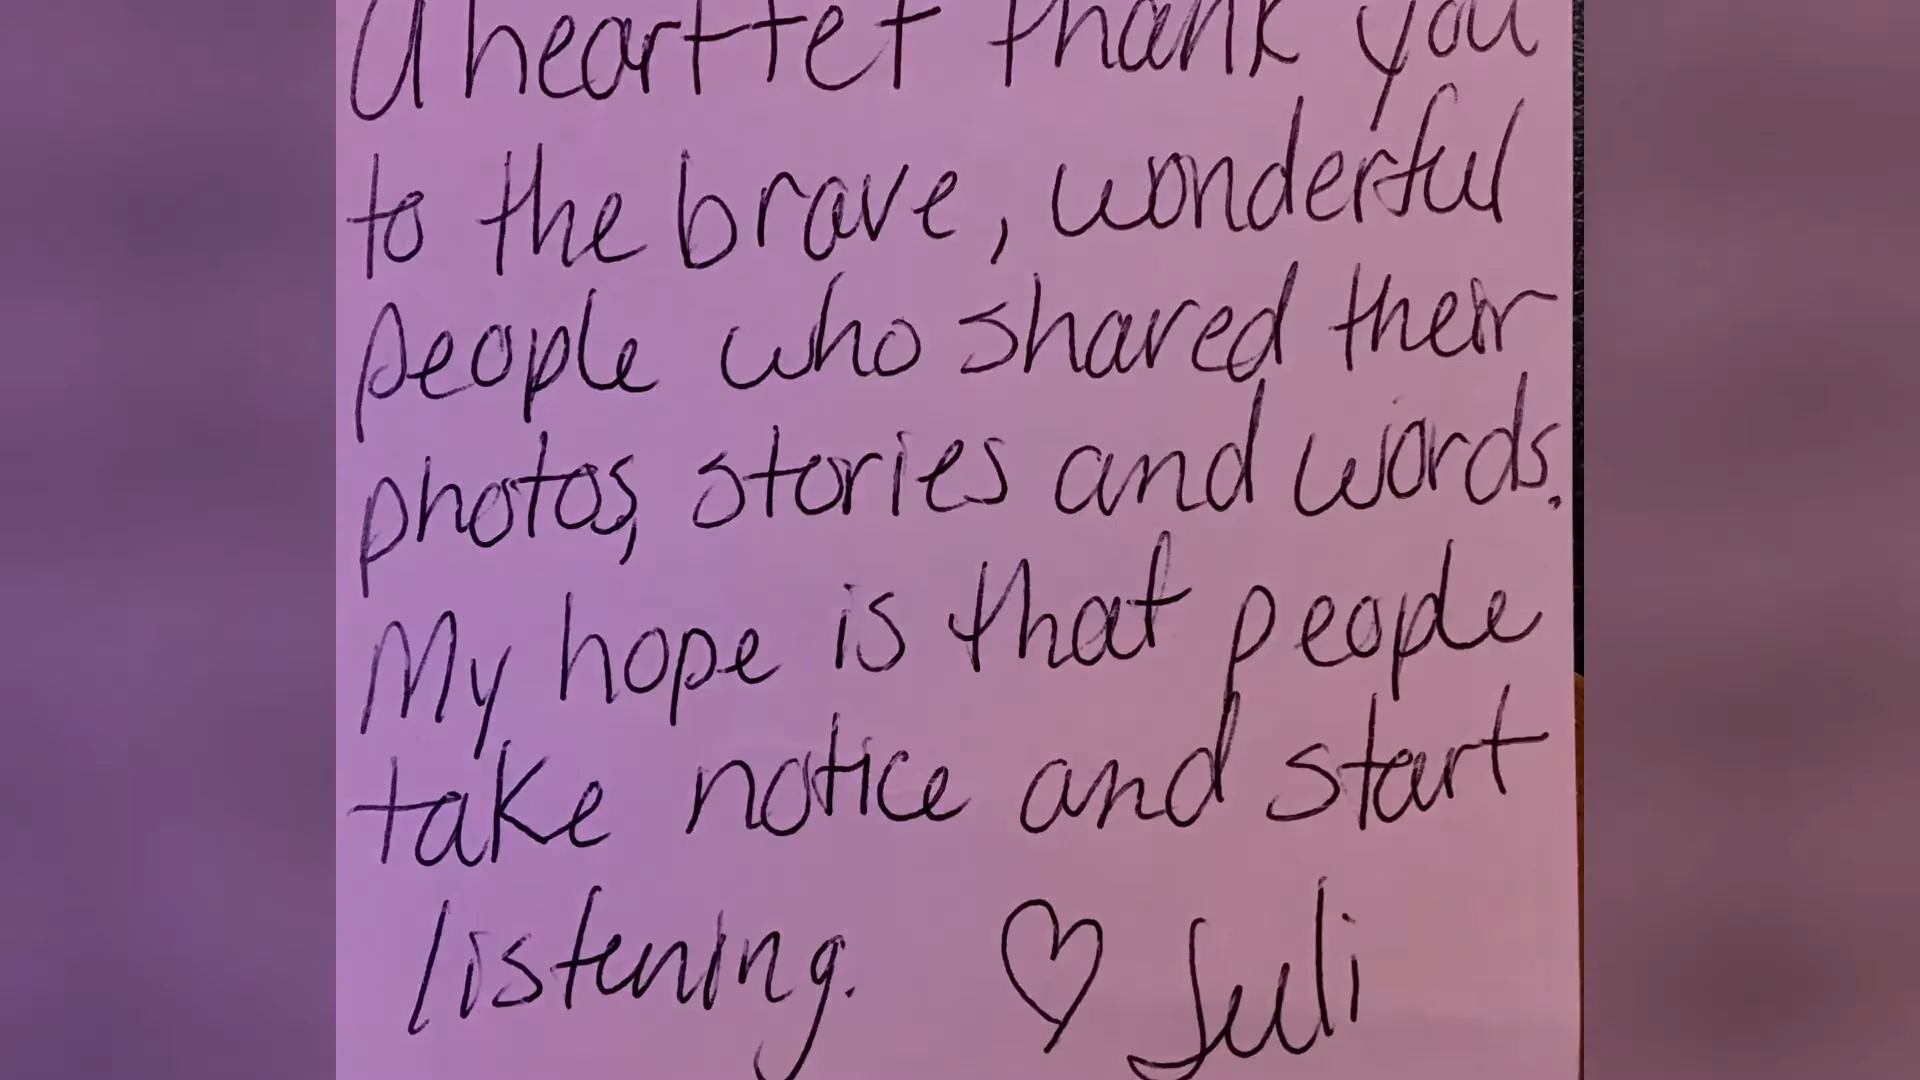 A heartfelt thank you
to the brave, wonderful
people who shared their
photos, stories and words.
My hope is that people
take notice and start
listening. ♡ Juli